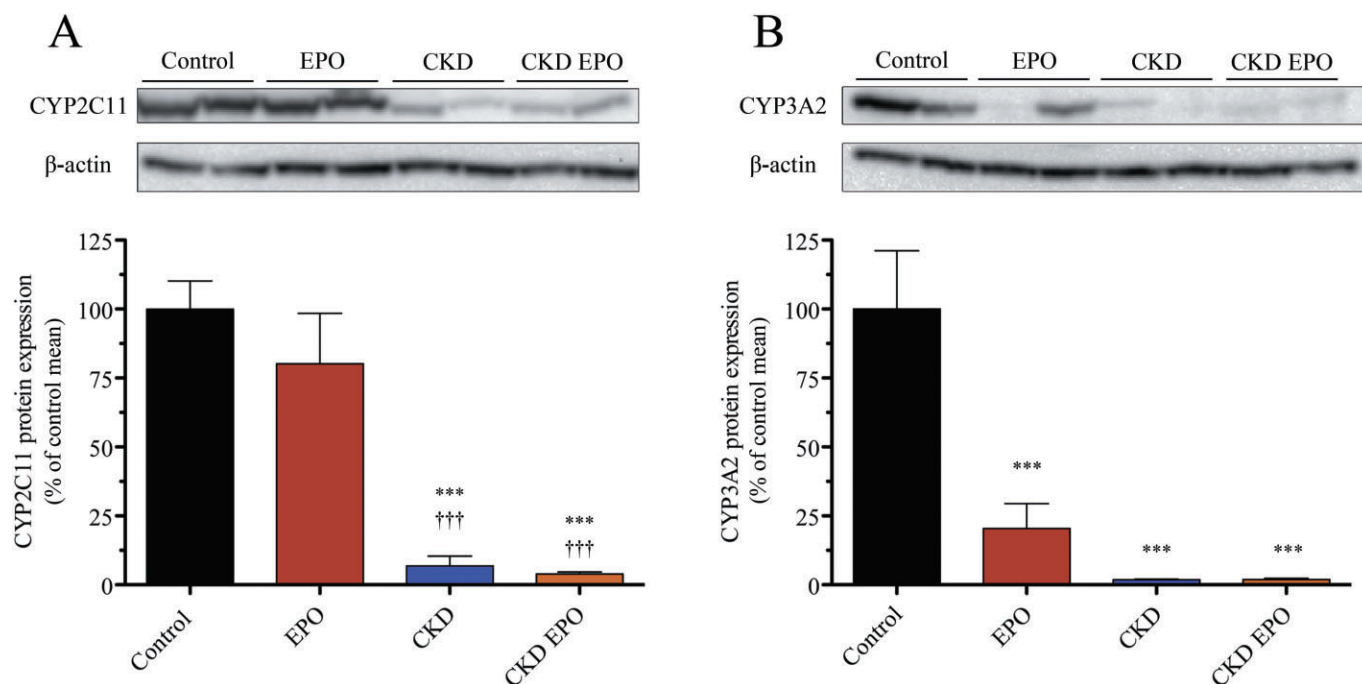 A
Control EPO CKD CKD EPO
CYP2C11
β-actin
CYP2C11 protein expression
(% of control mean)
125
100
75
50
25
0
***
†††
***
†††
Control
EPO
CKD
CKD EPO
B
Control EPO CKD CKD EPO
CYP3A2
β-actin
CYP3A2 protein expression
(% of control mean)
125
100
75
50
25
0
***
***
***
Control
EPO
CKD
CKD EPO